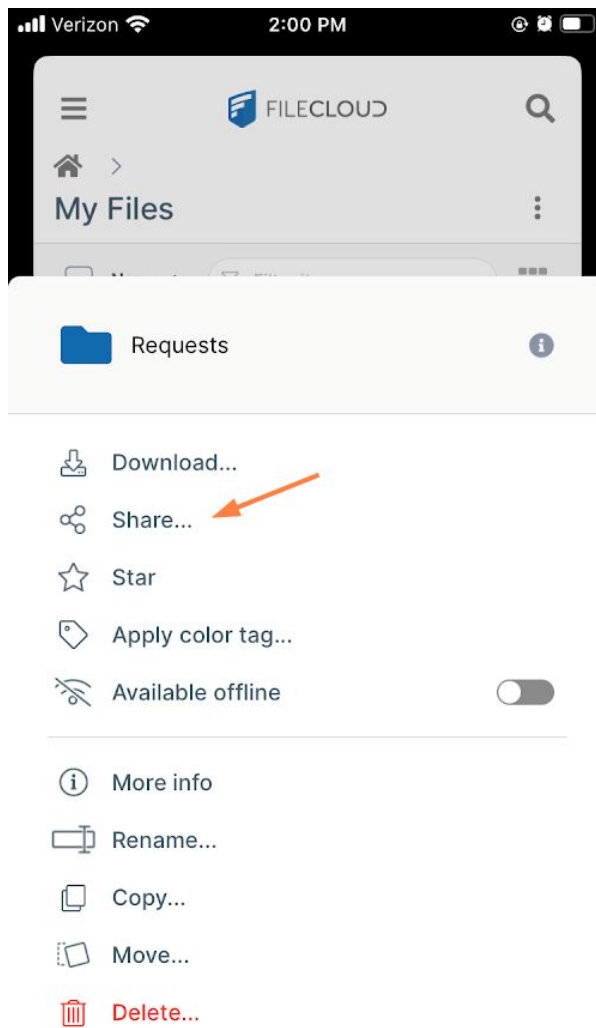 Verizon 2:00 PM
FILECLOUD
My Files
Requests
Download...
Share...
Star
Apply color tag...
Available offline
More info
Rename...
Copy...
Move...
Delete...